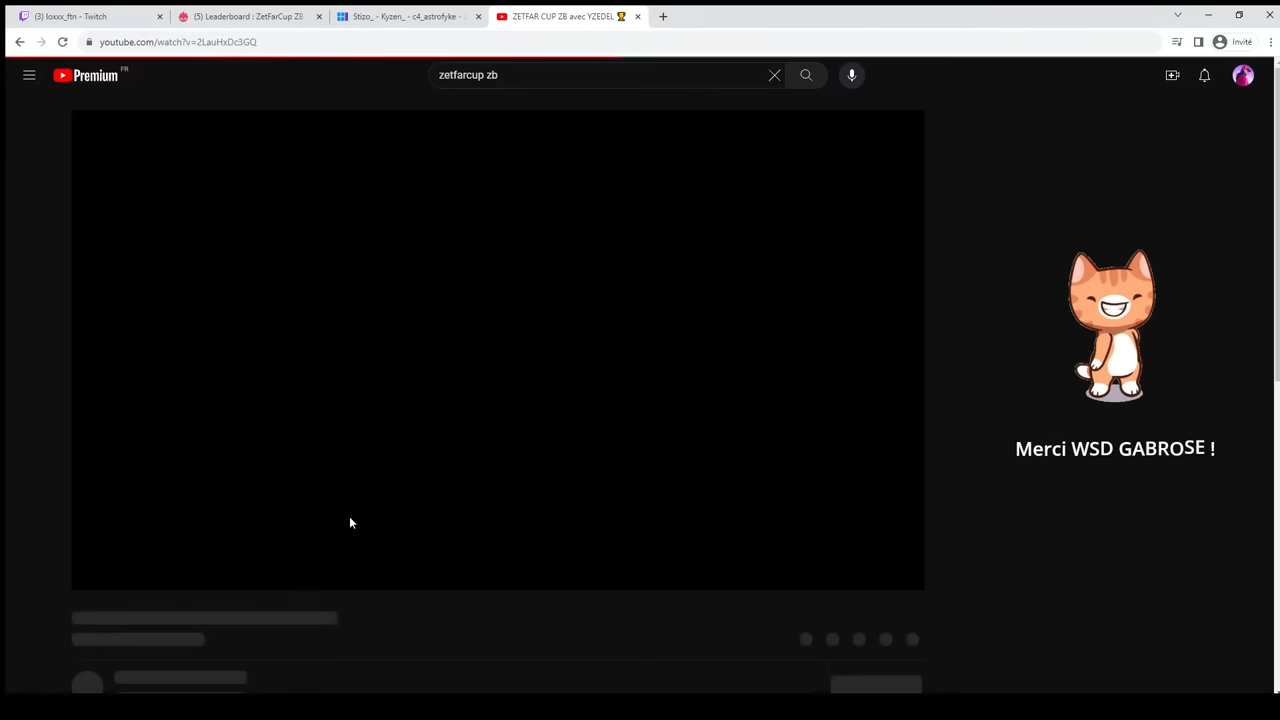 (3) loxxx_ftn - Twitch
(5) Leaderboard : ZetFarCup ZB
Stizo_ - Kyzen_ - c4_astrofyke - 2
ZETFAR CUP ZB avec YZEDEL 🏆
youtube.com/watch?v=2LauHxDc3GQ
Invité
Premium FR
zetfarcup zb
Merci WSD GABROSE !